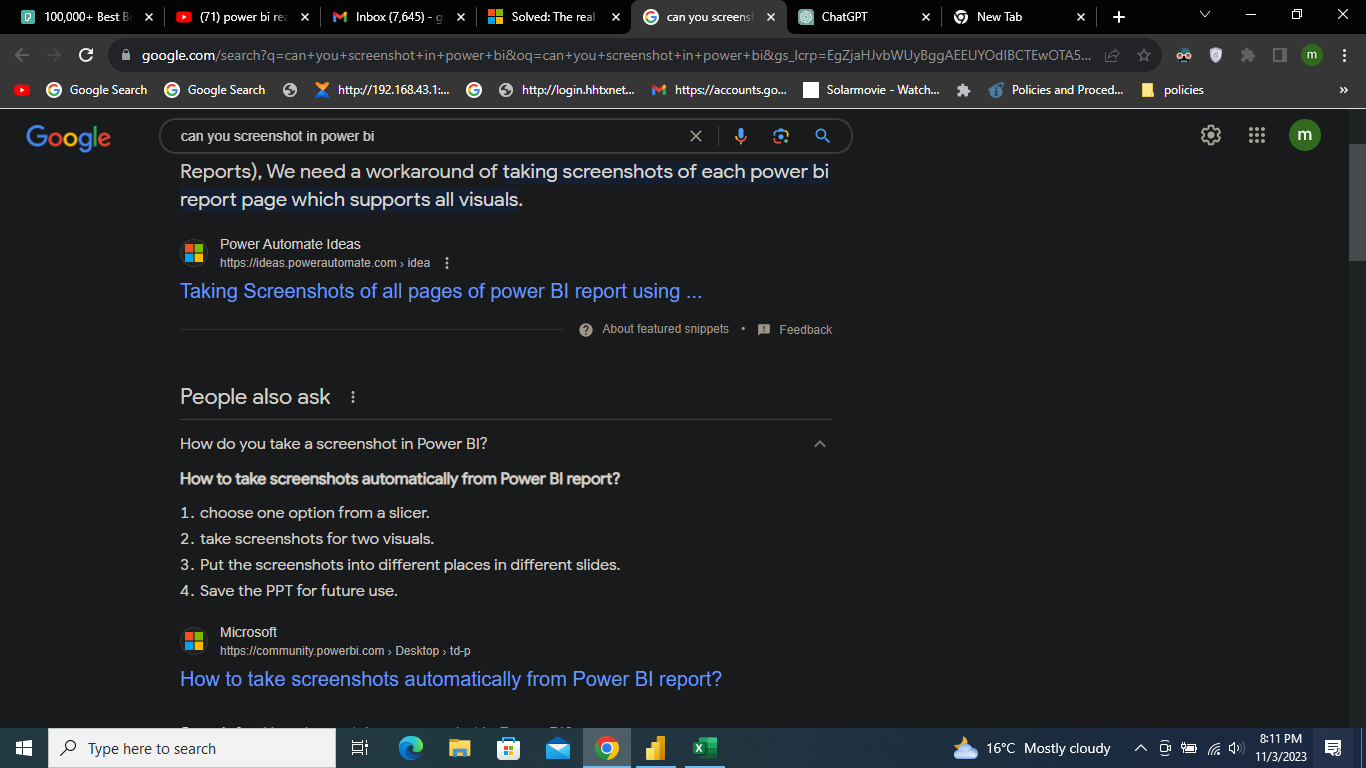 100,000+ Best B
(71) power bi rea
Inbox (7,645) - g
Solved: The real
can you screensh
ChatGPT
New Tab
google.com/search?q=can+you+screenshot+in+power+bi&oq=can+you+screenshot+in+power+bi&gs_lcrp=EgZjaHJvbWUyBggAEEUYOdIBCTEwOTA5...
m
Google Search
Google Search
http://192.168.43.1:...
http://login.hhtxnet...
https://accounts.go...
Solarmovie - Watch...
Policies and Proced...
policies
»
Google
can you screenshot in power bi
m
Reports), We need a workaround of taking screenshots of each power bi
report page which supports all visuals.
Power Automate Ideas
https://ideas.powerautomate.com › idea
Taking Screenshots of all pages of power BI report using ...
About featured snippets • Feedback
People also ask
How do you take a screenshot in Power BI?
How to take screenshots automatically from Power BI report?
1. choose one option from a slicer.
2. take screenshots for two visuals.
3. Put the screenshots into different places in different slides.
4. Save the PPT for future use.
Microsoft
https://community.powerbi.com › Desktop › td-p
How to take screenshots automatically from Power BI report?
Type here to search
16°C Mostly cloudy
8:11 PM
11/3/2023